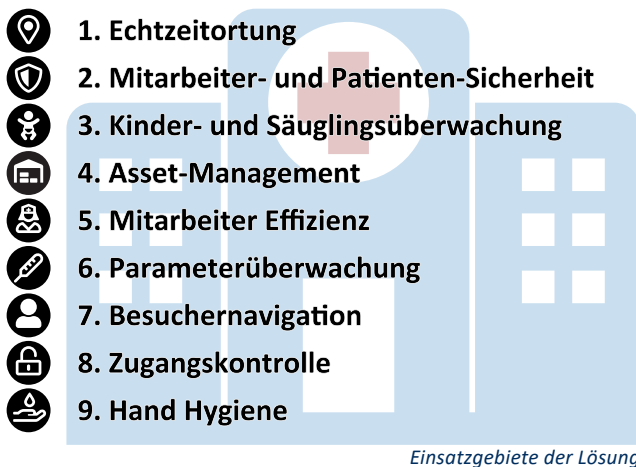 1. Echtzeitortung
2. Mitarbeiter- und Patienten-Sicherheit
3. Kinder- und Säuglingsüberwachung
4. Asset-Management
5. Mitarbeiter Effizienz
6. Parameterüberwachung
7. Besuchernavigation
8. Zugangskontrolle
9. Hand Hygiene
Einsatzgebiete der Lösung